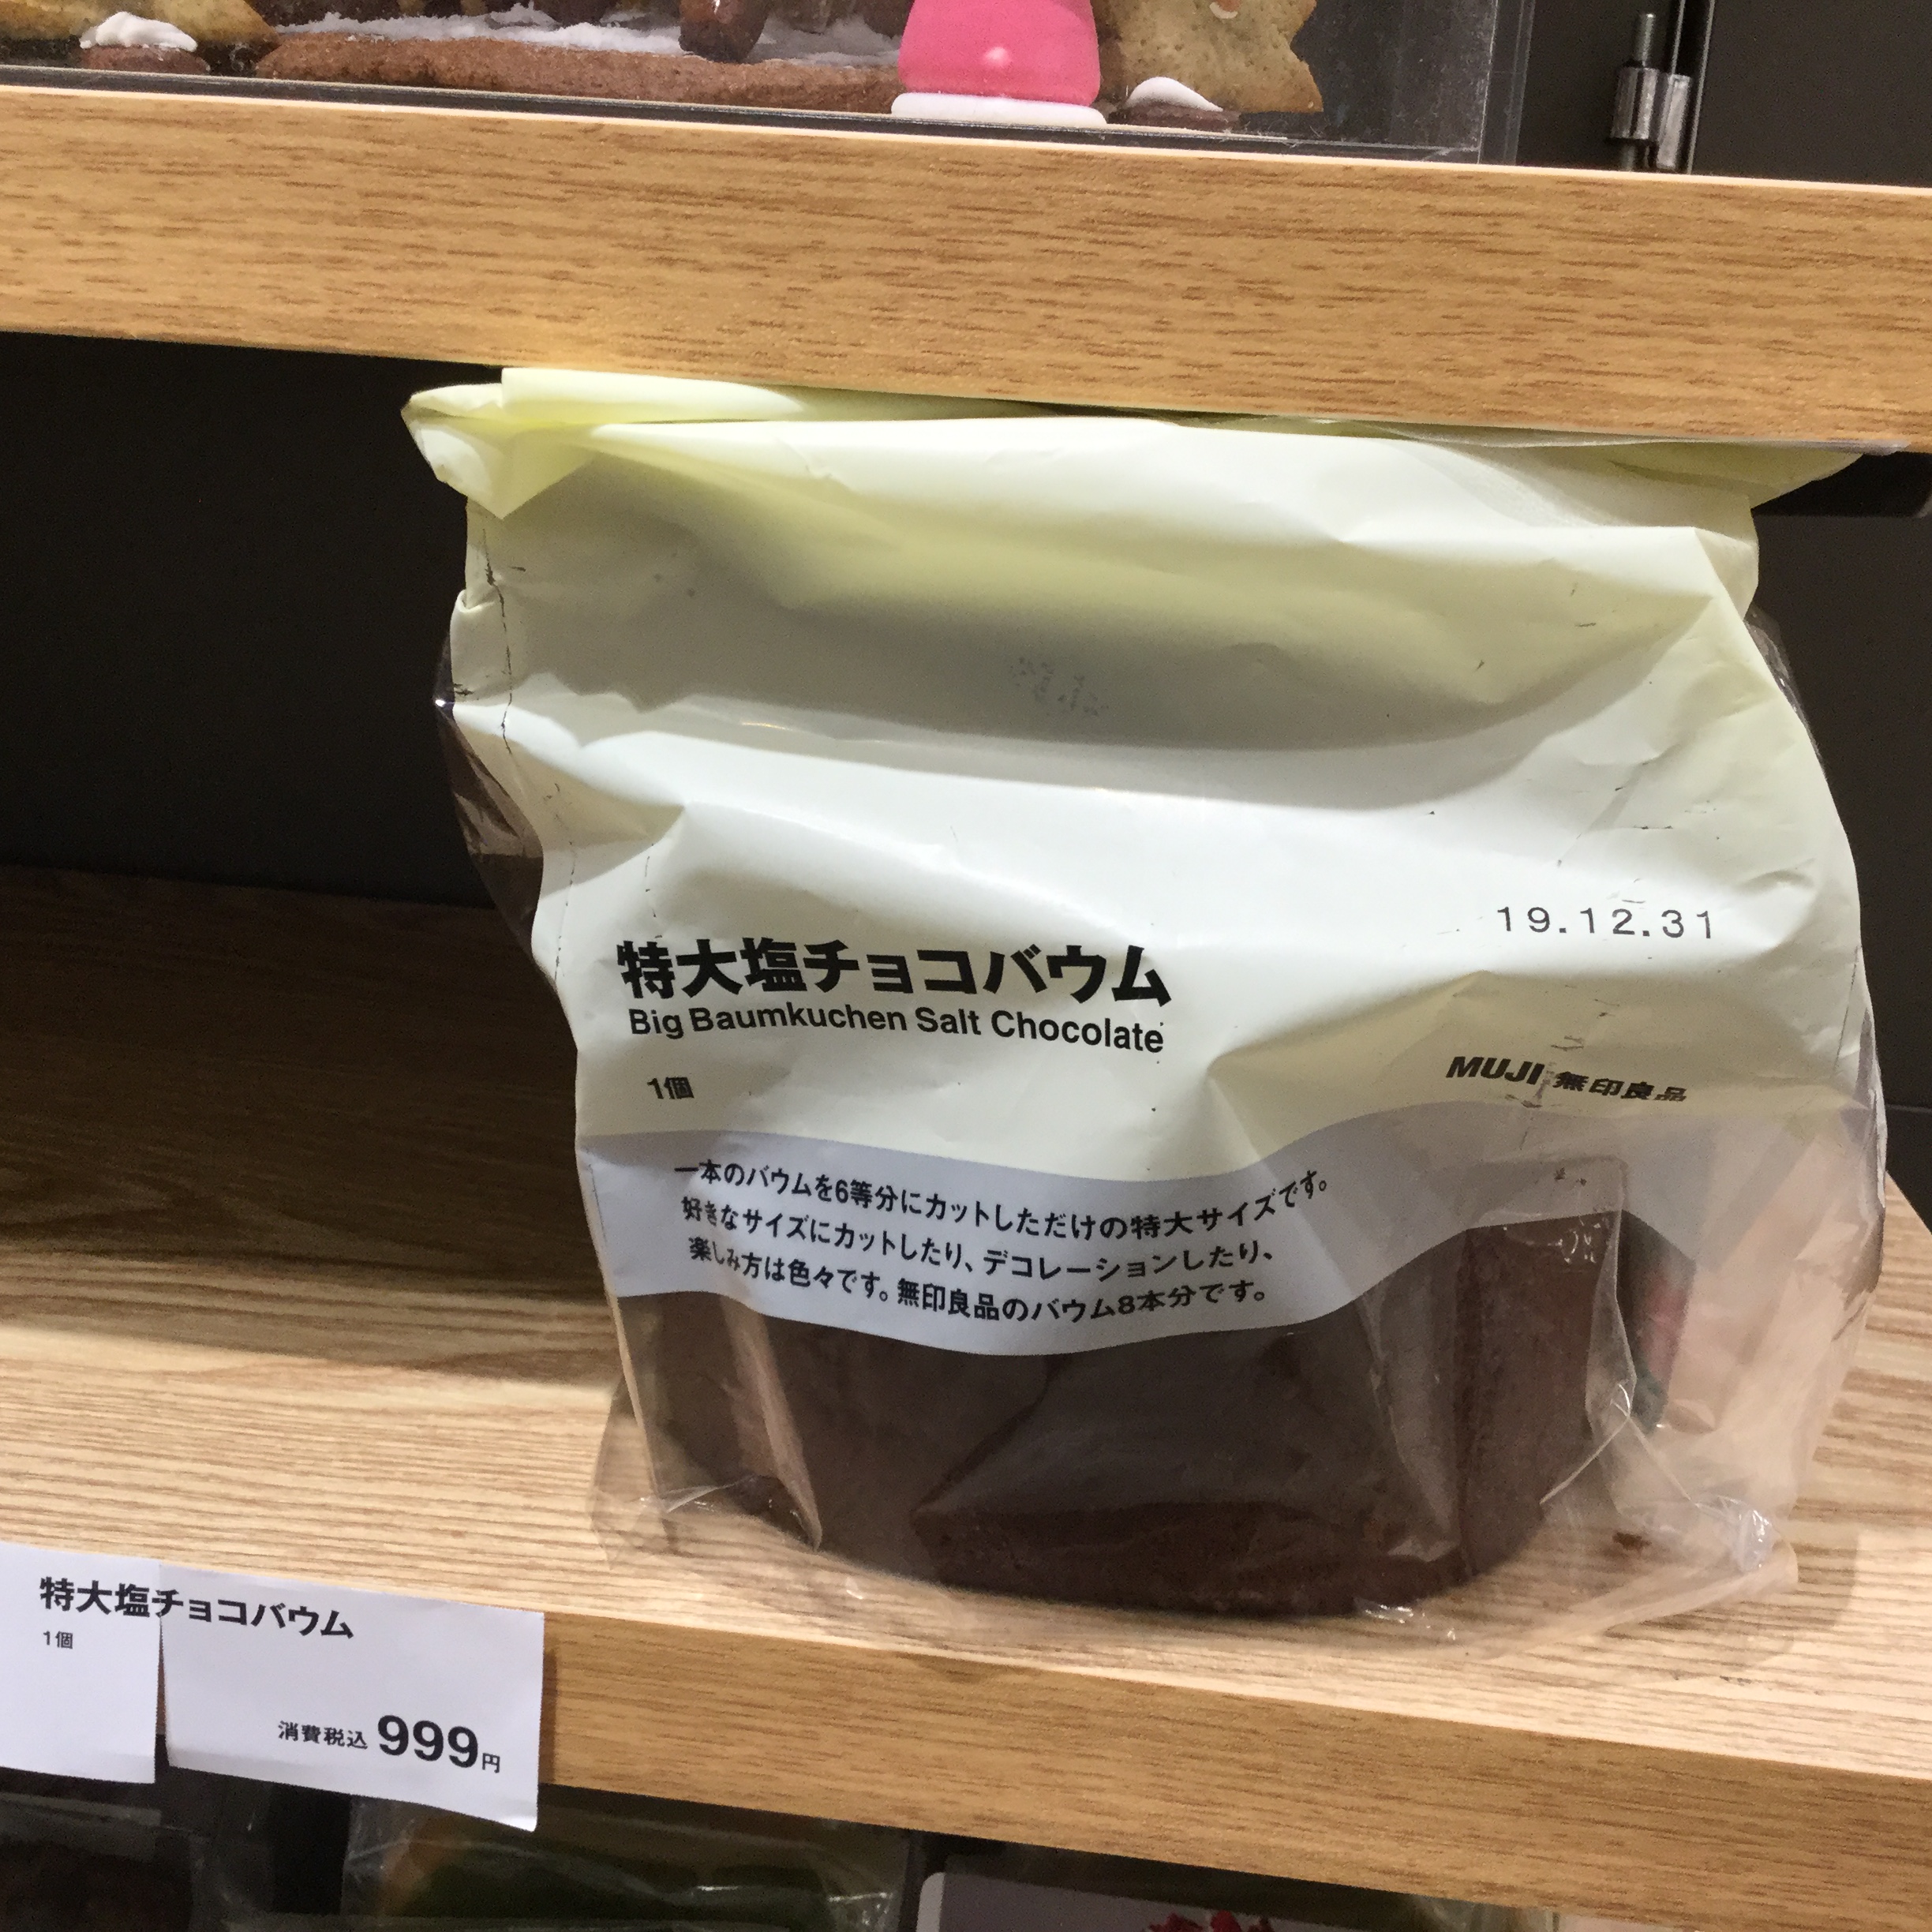 19.12.31
特大塩チョコバウム
Big Baumkuchen Salt Chocolate
1個
MUJI 無印良品
一本のバウムを6等分にカットしただけの特大サイズです。
好きなサイズにカットしたり、デコレーションしたり、
楽しみ方は色々です。無印良品のバウム8本分です。
特大塩チョコバウム
1個
消費税込 999円